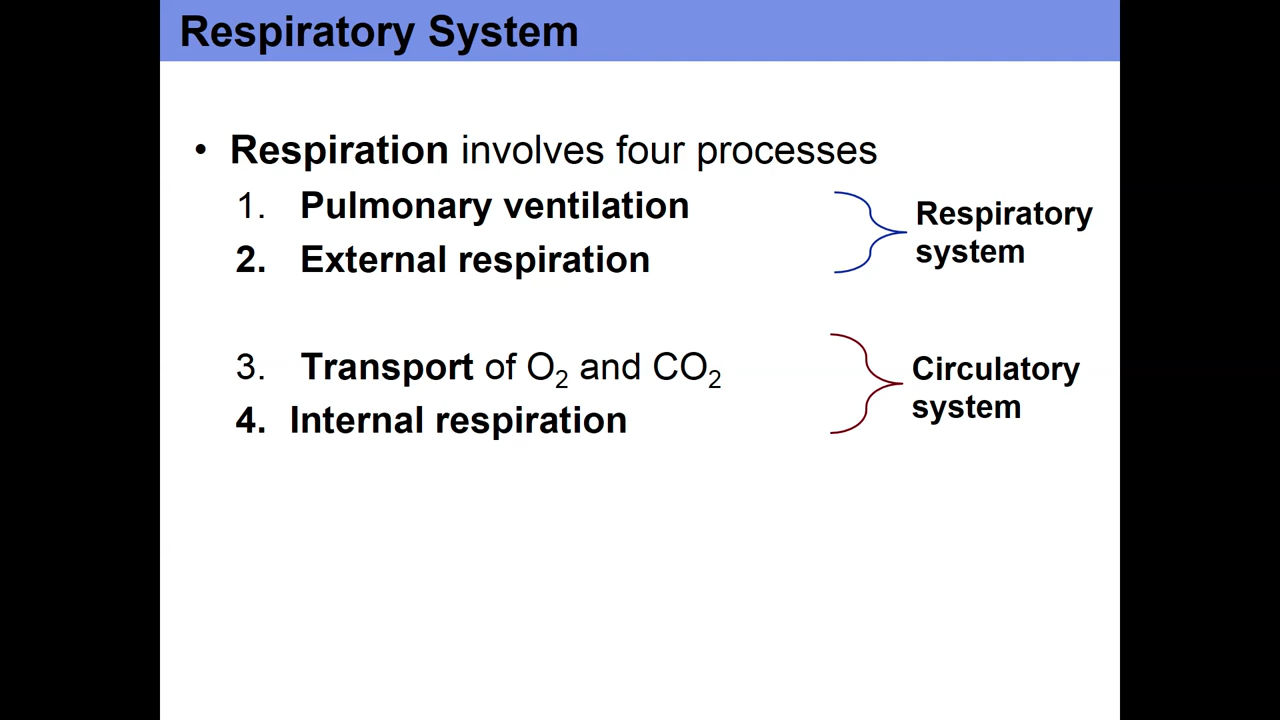 Respiratory System
• Respiration involves four processes
1. Pulmonary ventilation
2. External respiration
Respiratory
system
3. Transport of O₂ and CO₂
4. Internal respiration
Circulatory
system